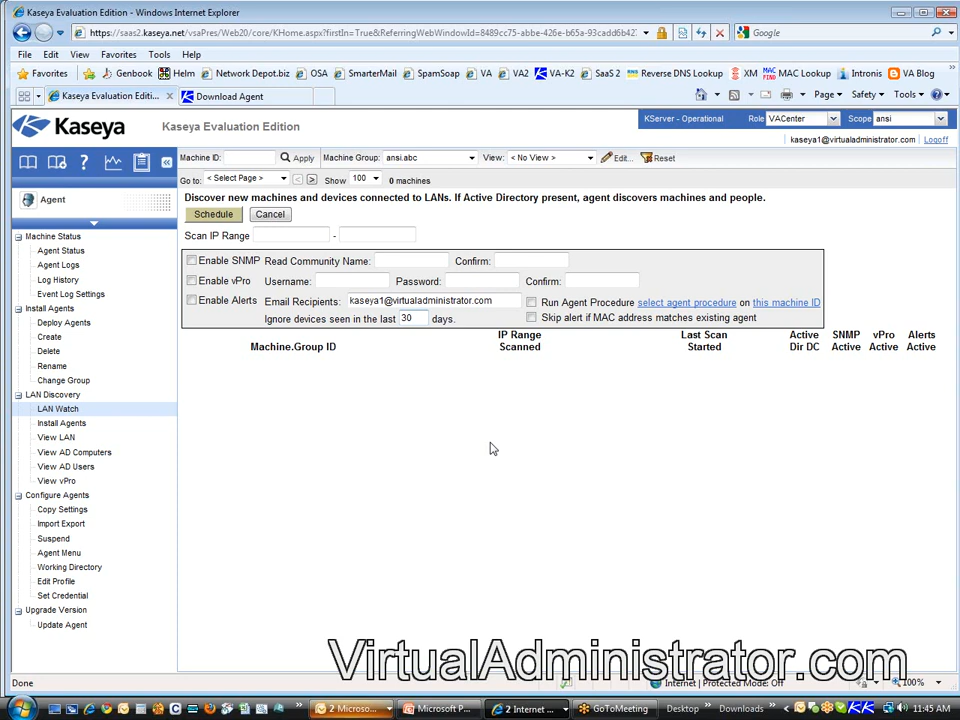 Kaseya Evaluation Edition - Windows Internet Explorer
https://saas2.kaseya.net/vsaPres/Web20/core/KHome.aspx?firstIn=True&ReferringWebWindowId=8489cc75-abbe-426e-b65a-93cadd6b427
Google
File Edit View Favorites Tools Help
Favorites Genbook Helm Network Depot.biz OSA SmarterMail SpamSoap VA VA2 VA-K2 SaaS 2 Reverse DNS Lookup XM MAC Lookup Intronis VA Blog
Kaseya Evaluation Editi... Download Agent
Page Safety Tools
Kaseya Kaseya Evaluation Edition
KServer - Operational Role VACenter Scope ansi
kaseya1@virtualadministrator.com Logoff
Machine ID: Apply Machine Group: ansi.abc View: < No View > Edit... Reset
Go to: < Select Page > Show 100 0 machines
Agent
Discover new machines and devices connected to LANs. If Active Directory present, agent discovers machines and people.
Schedule Cancel
Scan IP Range -
Enable SNMP Read Community Name: Confirm:
Enable vPro Username: Password: Confirm:
Enable Alerts Email Recipients: kaseya1@virtualadministrator.com Run Agent Procedure select agent procedure on this machine ID
Ignore devices seen in the last 30 days. Skip alert if MAC address matches existing agent
Machine.Group ID
IP Range Scanned
Last Scan Started
Active Dir DC
SNMP Active
vPro Active
Alerts Active
Machine Status
Agent Status
Agent Logs
Log History
Event Log Settings
Install Agents
Deploy Agents
Create
Delete
Rename
Change Group
LAN Discovery
LAN Watch
Install Agents
View LAN
View AD Computers
View AD Users
View vPro
Configure Agents
Copy Settings
Import Export
Suspend
Agent Menu
Working Directory
Edit Profile
Set Credential
Upgrade Version
Update Agent
VirtualAdministrator.com
Done Internet | Protected Mode: Off 100%
2 Microso... Microsoft P... 2 Internet ... GoToMeeting Desktop Downloads 11:45 AM